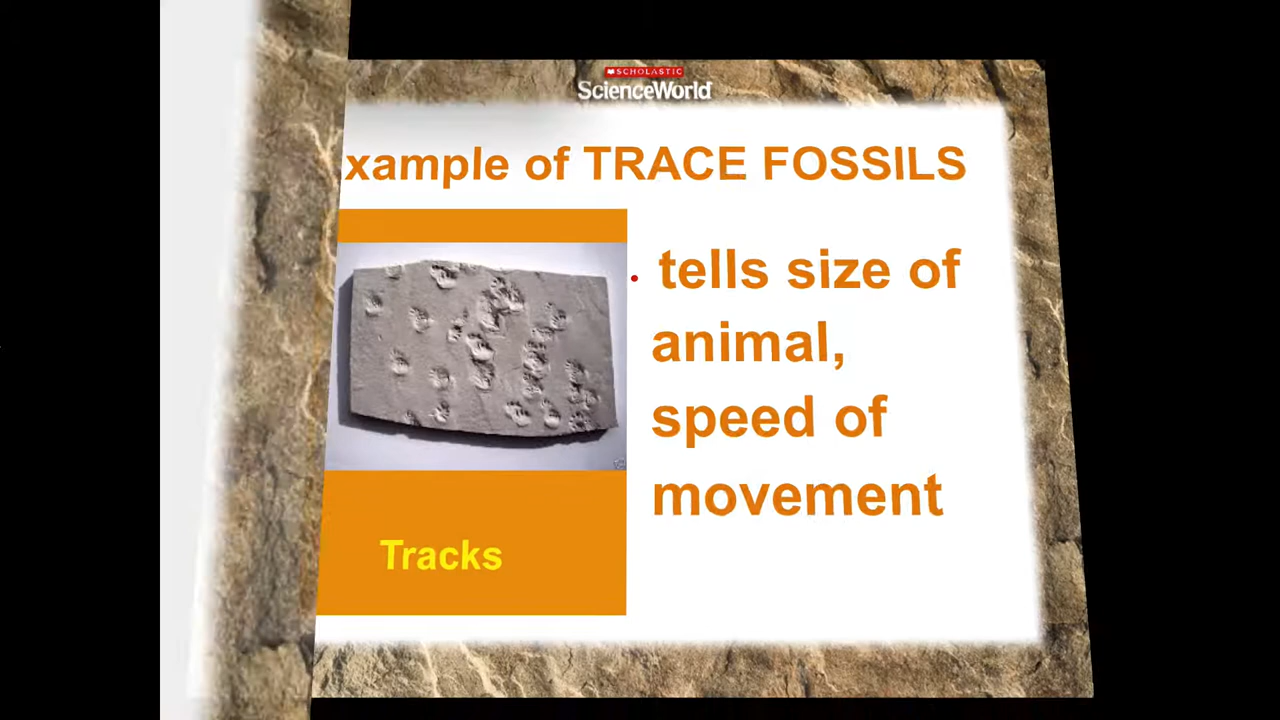 SCHOLASTIC
ScienceWorld
xample of TRACE FOSSILS
• tells size of
animal,
speed of
movement
Tracks